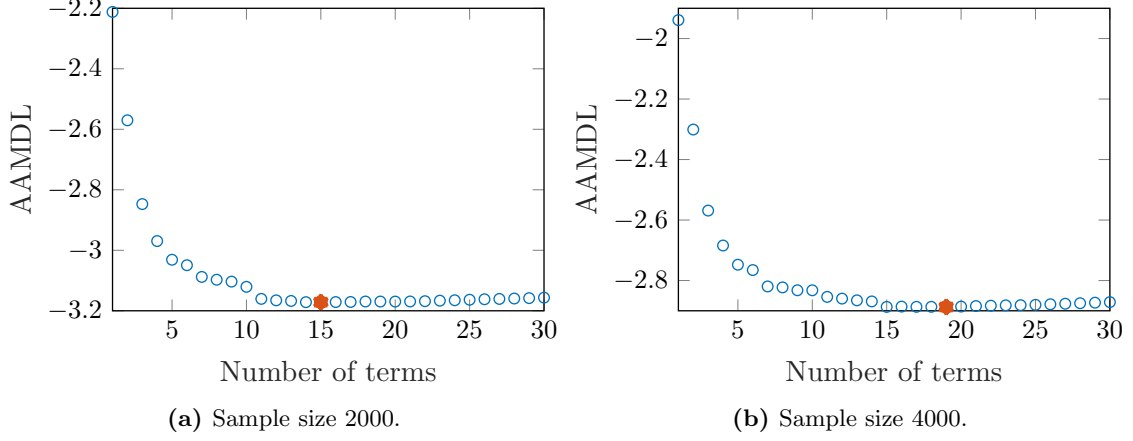 −2.2
−2.4
−2.6
−2.8
−3
−3.2
AAMDL
5 10 15 20 25 30
Number of terms
(a) Sample size 2000.
−2
−2.2
−2.4
−2.6
−2.8
AAMDL
5 10 15 20 25 30
Number of terms
(b) Sample size 4000.